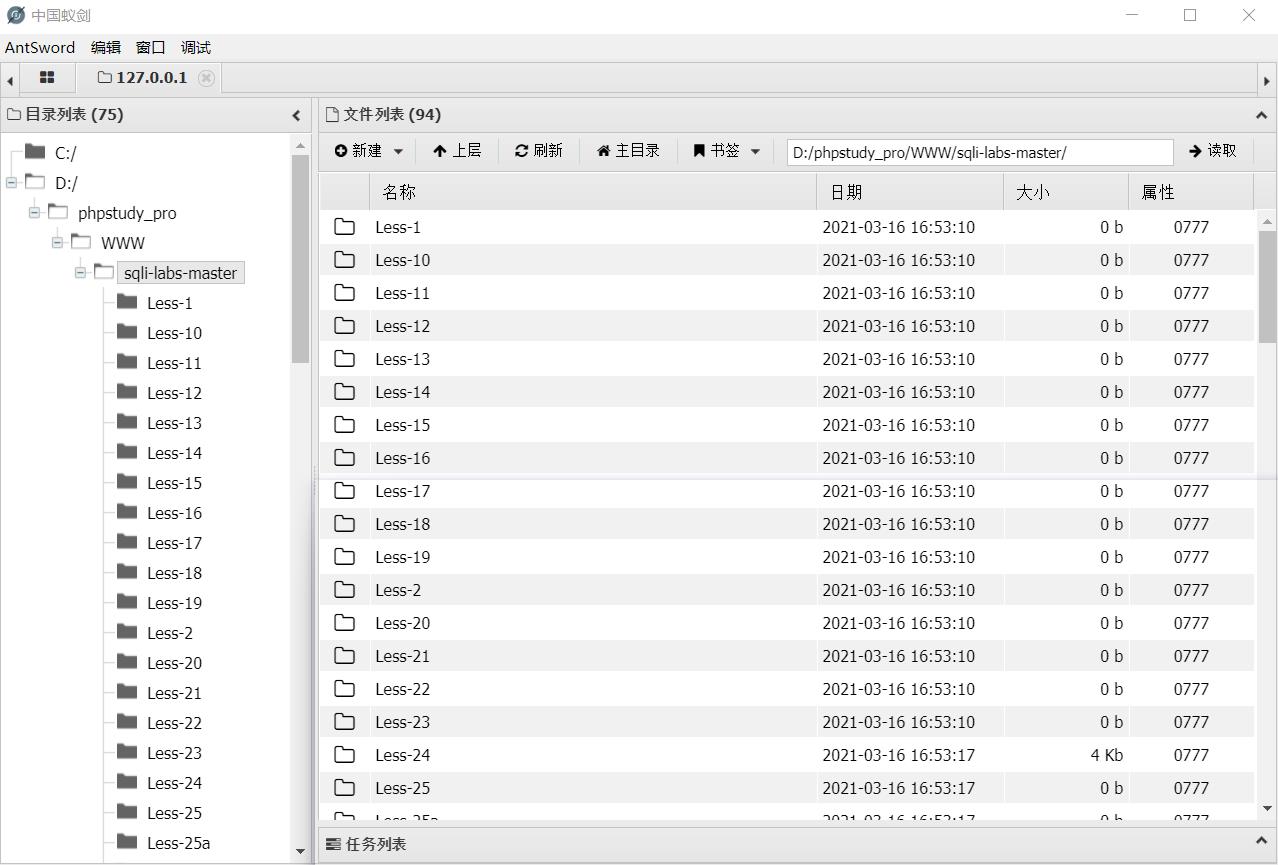 中国蚁剑
AntSword 编辑 窗口 调试
127.0.0.1
目录列表 (75)
C:/
D:/
phpstudy_pro
WWW
sqli-labs-master
Less-1
Less-10
Less-11
Less-12
Less-13
Less-14
Less-15
Less-16
Less-17
Less-18
Less-19
Less-2
Less-20
Less-21
Less-22
Less-23
Less-24
Less-25
Less-25a
文件列表 (94)
新建 上层 刷新 主目录 书签 D:/phpstudy_pro/WWW/sqli-labs-master/ 读取
名称 日期 大小 属性
Less-1 2021-03-16 16:53:10 0 b 0777
Less-10 2021-03-16 16:53:10 0 b 0777
Less-11 2021-03-16 16:53:10 0 b 0777
Less-12 2021-03-16 16:53:10 0 b 0777
Less-13 2021-03-16 16:53:10 0 b 0777
Less-14 2021-03-16 16:53:10 0 b 0777
Less-15 2021-03-16 16:53:10 0 b 0777
Less-16 2021-03-16 16:53:10 0 b 0777
Less-17 2021-03-16 16:53:10 0 b 0777
Less-18 2021-03-16 16:53:10 0 b 0777
Less-19 2021-03-16 16:53:10 0 b 0777
Less-2 2021-03-16 16:53:10 0 b 0777
Less-20 2021-03-16 16:53:10 0 b 0777
Less-21 2021-03-16 16:53:10 0 b 0777
Less-22 2021-03-16 16:53:10 0 b 0777
Less-23 2021-03-16 16:53:10 0 b 0777
Less-24 2021-03-16 16:53:17 4 Kb 0777
Less-25 2021-03-16 16:53:17 0 b 0777
Less-25a 2021-03-16 16:53:17 0 b 0777
任务列表